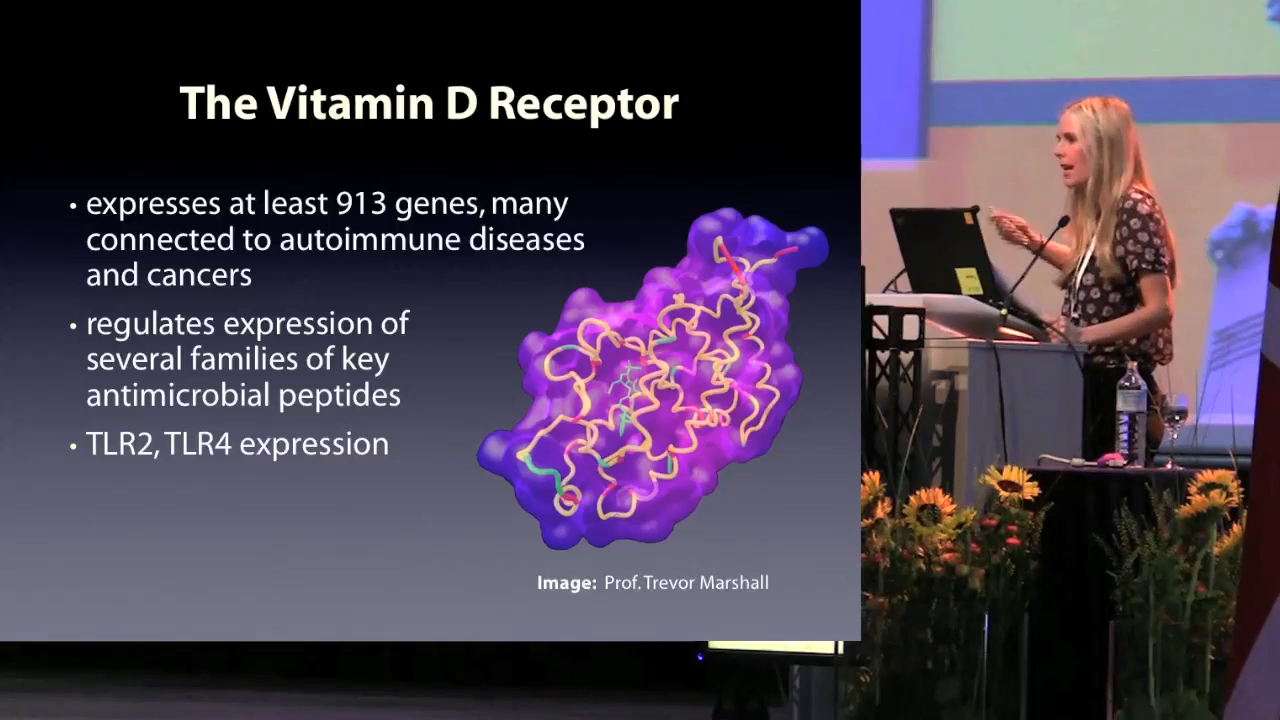 The Vitamin D Receptor
• expresses at least 913 genes, many
connected to autoimmune diseases
and cancers
• regulates expression of
several families of key
antimicrobial peptides
• TLR2, TLR4 expression
Image: Prof. Trevor Marshall